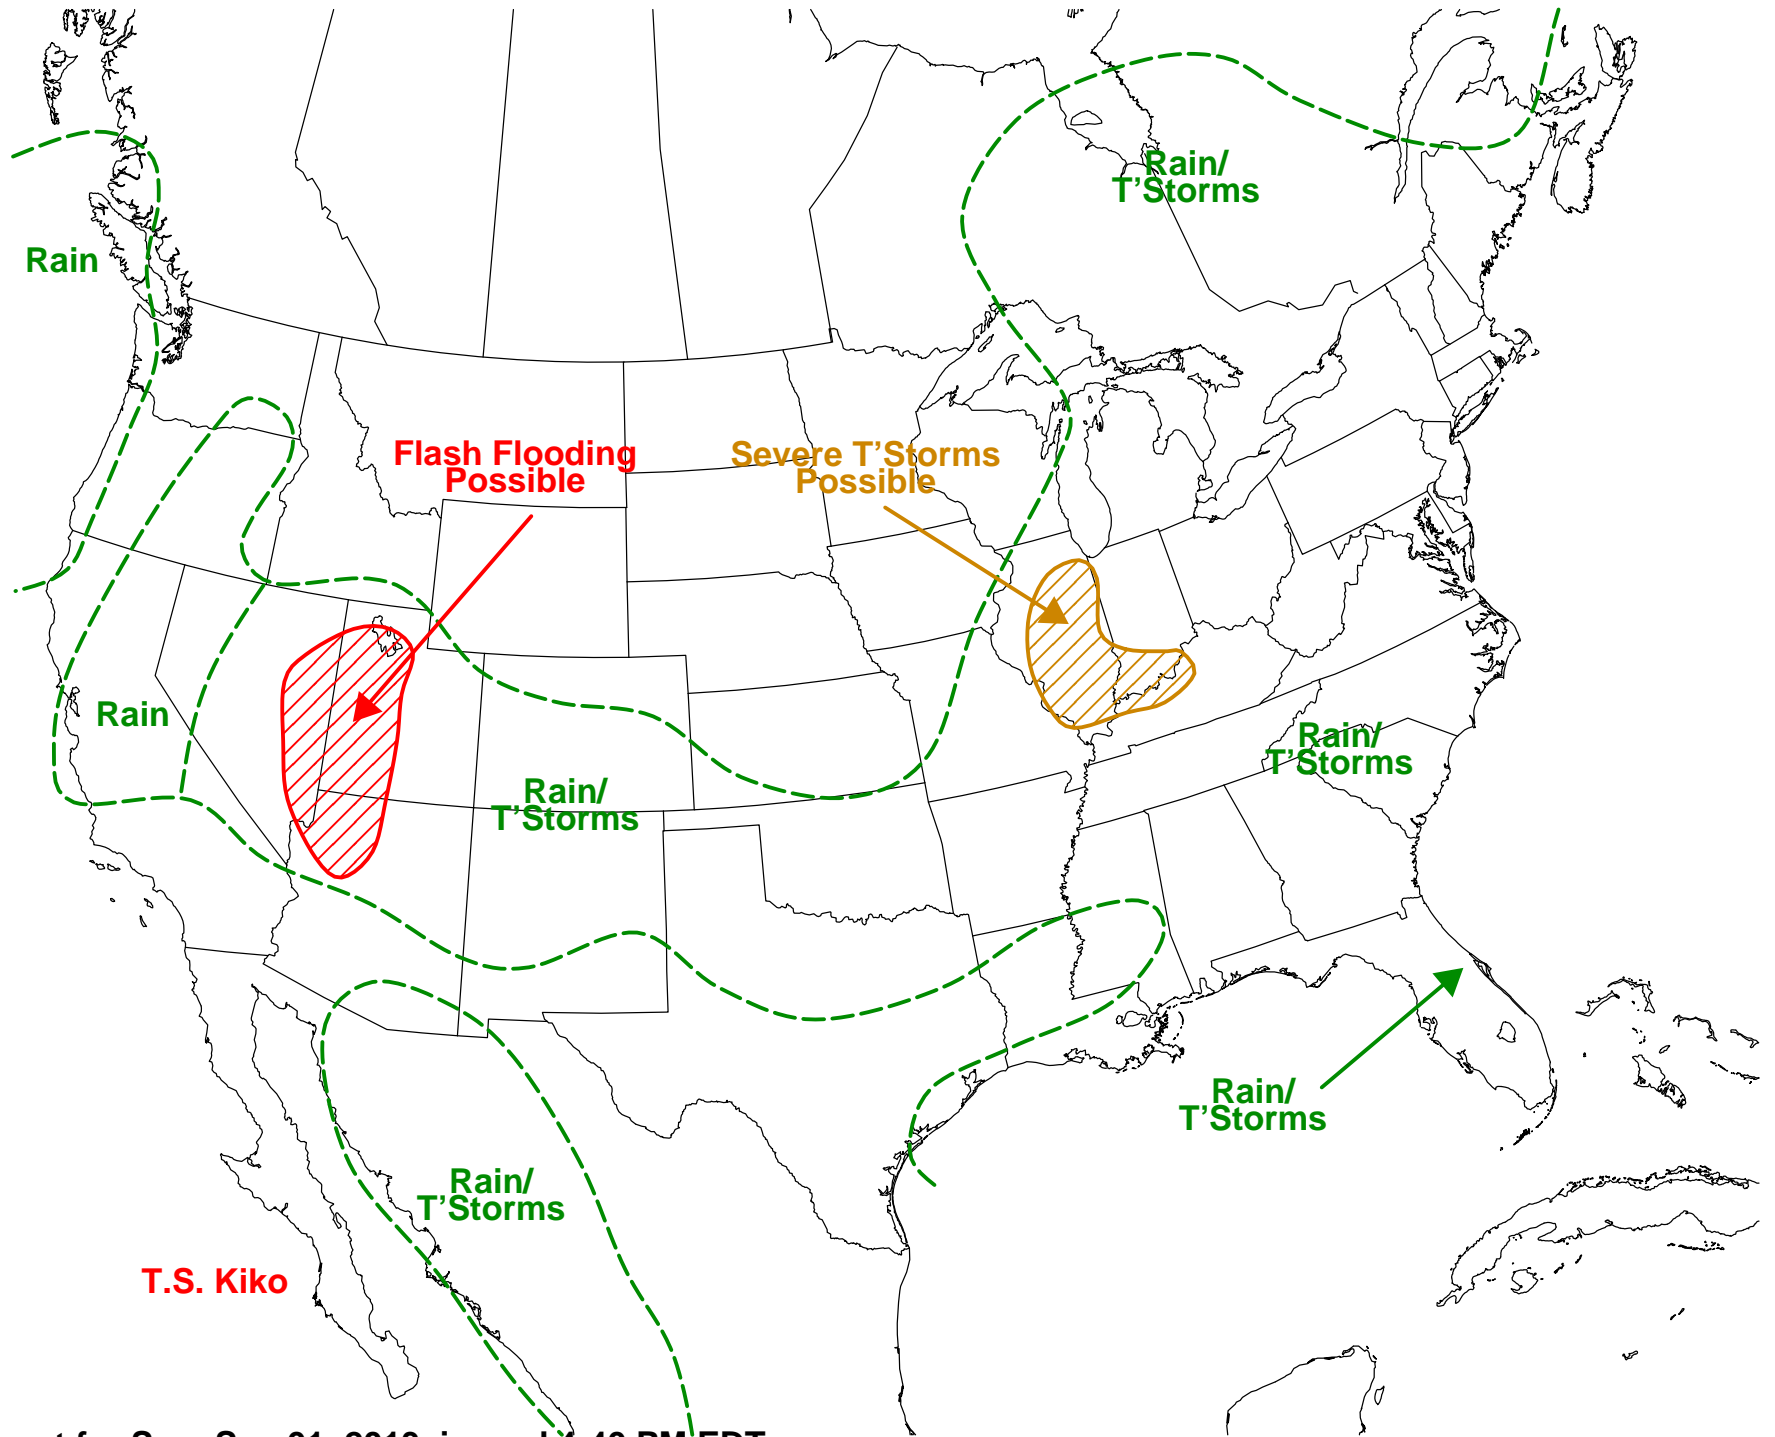 Rain/
T’Storms
Rain
Flash Flooding
Possible
Severe T’Storms
Possible
Rain
Rain/
T’Storms
Rain/
T’Storms
Rain/
T’Storms
Rain/
T’Storms
T.S. Kiko